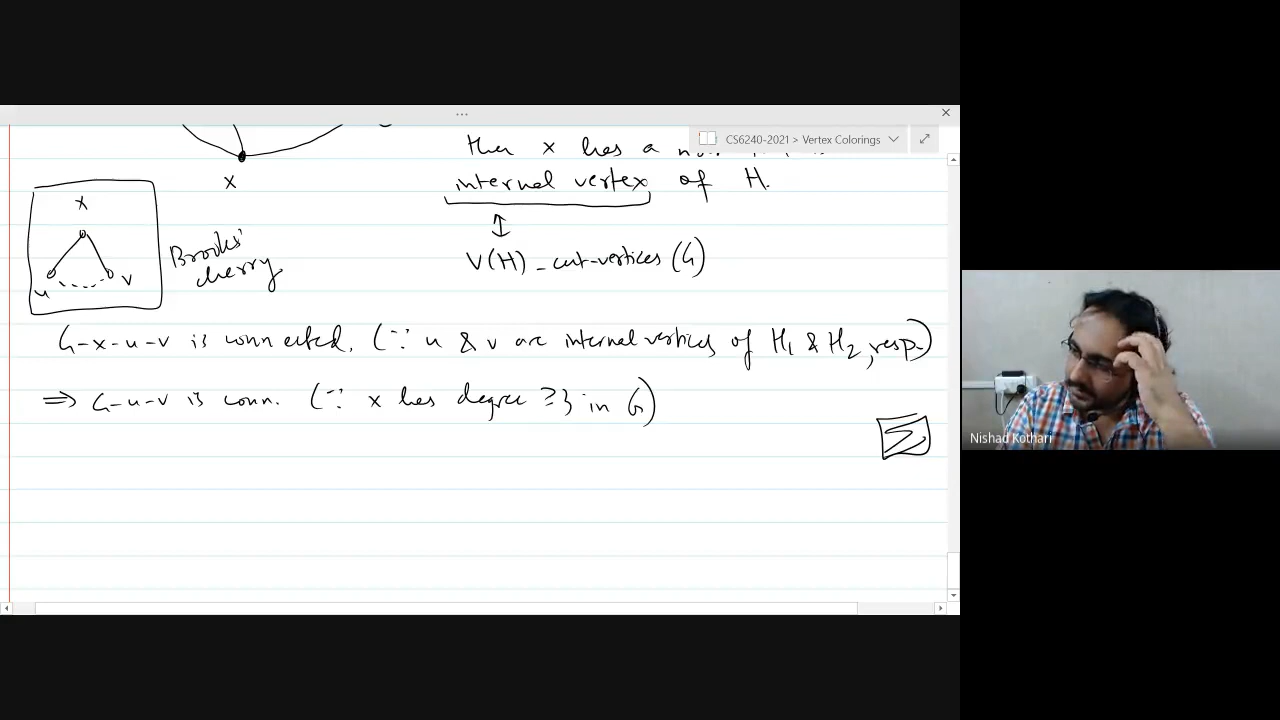 CS6240-2021 > Vertex Colorings
then x has a
internal vertex of H.
x
x
u
v
Brooks' cherry
V(H) - cut-vertices (G)
G-x-u-v is connected. (∵ u & v are internal vertices of H1 & H2, resp.)
⇒ G-u-v is conn. (∵ x has degree ≥3 in G)
Nishad Kothari